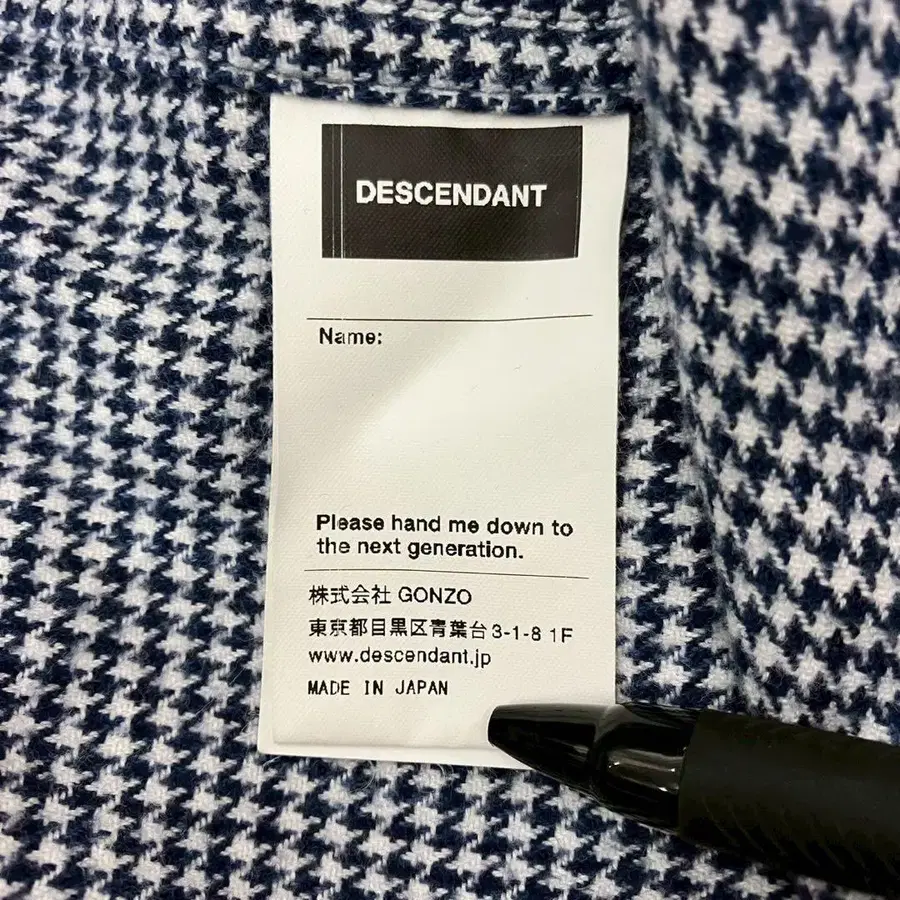 DESCENDANT
Name:
Please hand me down to
the next generation.
株式会社 GONZO
東京都目黒区青葉台3-1-8 1F
www.descendant.jp
MADE IN JAPAN